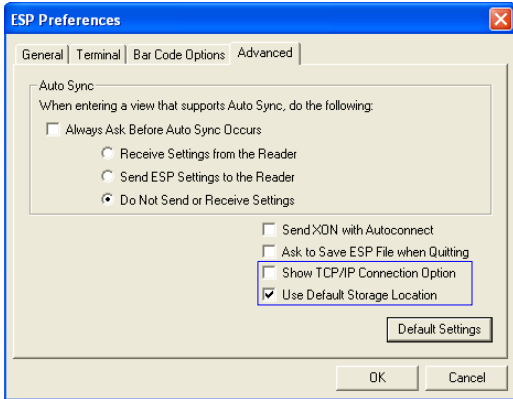 ESP Preferences
General Terminal Bar Code Options Advanced
Auto Sync
When entering a view that supports Auto Sync, do the following:
Always Ask Before Auto Sync Occurs
Receive Settings from the Reader
Send ESP Settings to the Reader
Do Not Send or Receive Settings
Send XON with Autoconnect
Ask to Save ESP File when Quitting
Show TCP/IP Connection Option
Use Default Storage Location
Default Settings
OK Cancel